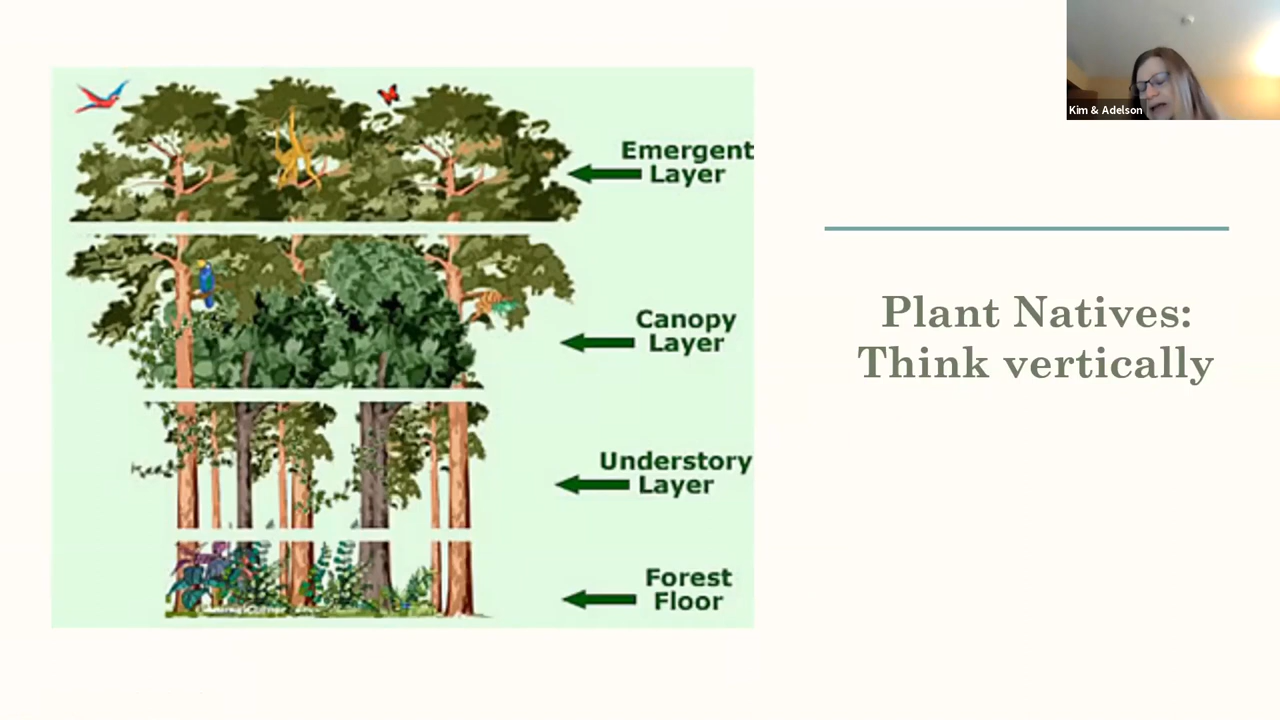 Kim & Adelson
Emergent
Layer
Canopy
Layer
Understory
Layer
Forest
Floor
Plant Natives:
Think vertically